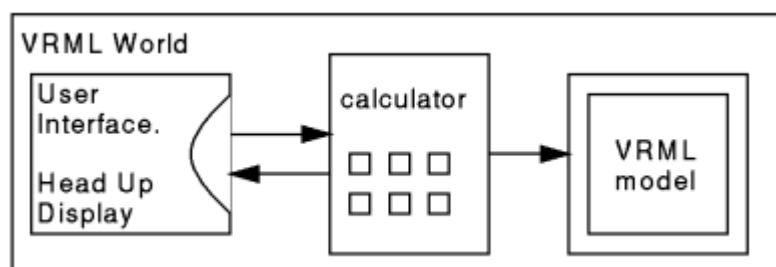 VRML World
User
Interface.
Head Up
Display
calculator
VRML
model